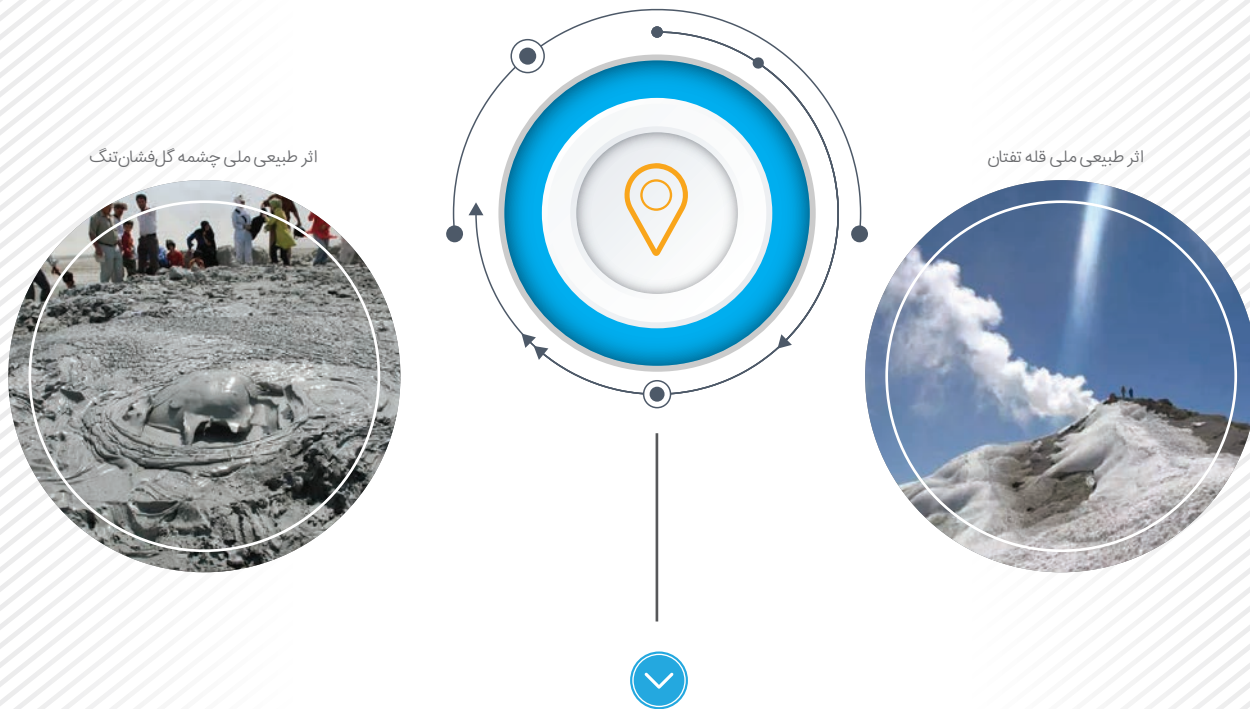 اثر طبیعی ملی قله تفتان
اثر طبیعی ملی چشمه گل‌فشان‌تنگ